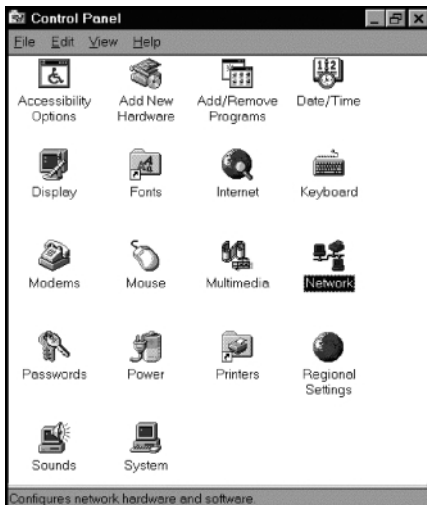 Control Panel
File Edit View Help
Accessibility Options
Add New Hardware
Add/Remove Programs
Date/Time
Display
Fonts
Internet
Keyboard
Modems
Mouse
Multimedia
Network
Passwords
Power
Printers
Regional Settings
Sounds
System
Configures network hardware and software.